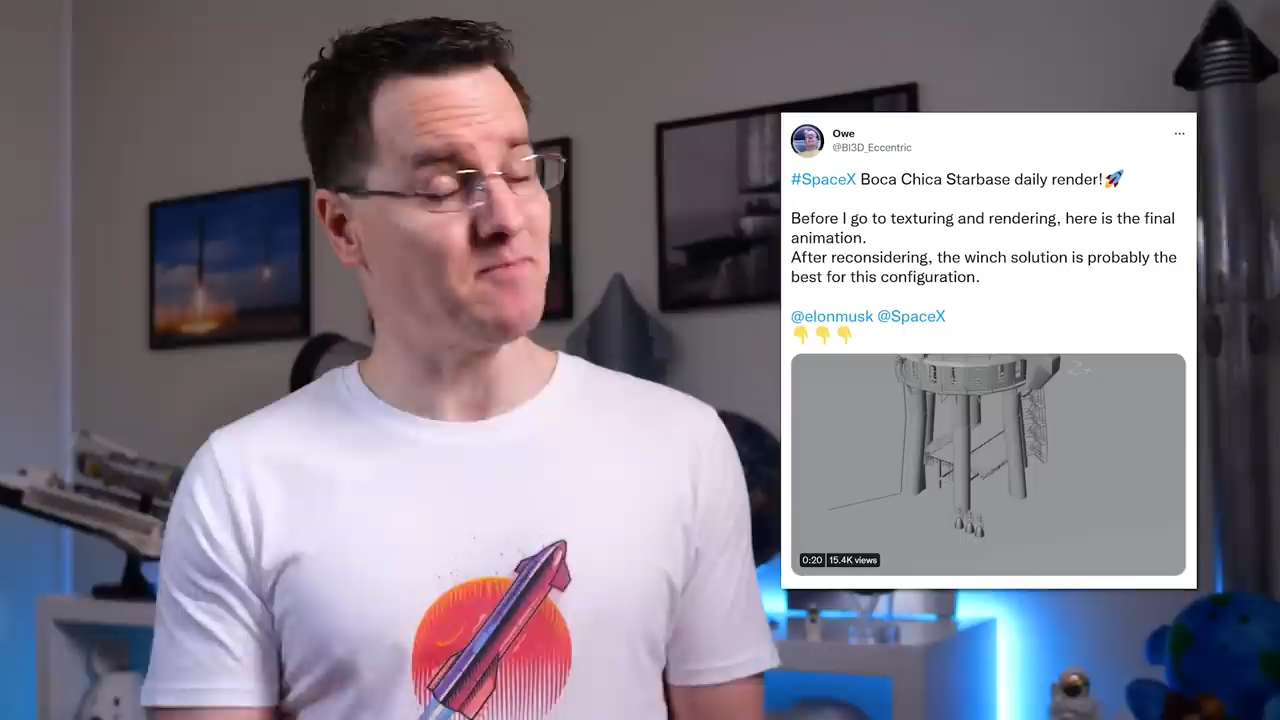 Owe
@BI3D_Eccentric
#SpaceX Boca Chica Starbase daily render!🚀
Before I go to texturing and rendering, here is the final
animation.
After reconsidering, the winch solution is probably the
best for this configuration.
@elonmusk @SpaceX
👇👇👇
0:20 15.4K views